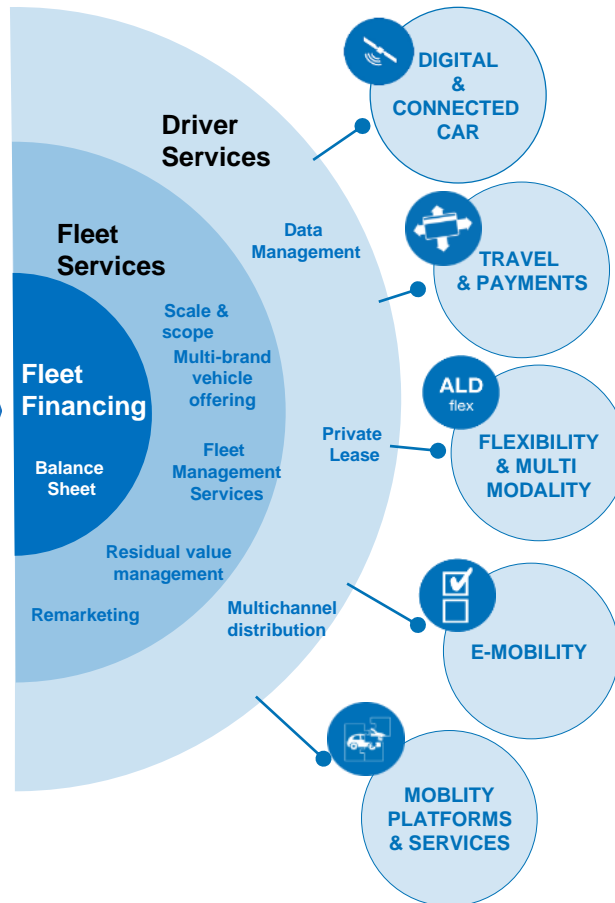 Driver
Services
Data
Management
Private
Lease
Multichannel
distribution
Fleet
Services
Scale &
scope
Multi-brand
vehicle
offering
Fleet
Management
Services
Residual value
management
Remarketing
Fleet
Financing
Balance
Sheet
DIGITAL
&
CONNECTED
CAR
TRAVEL
& PAYMENTS
ALD
flex
FLEXIBILITY
& MULTI
MODALITY
E-MOBILITY
MOBLITY
PLATFORMS
& SERVICES